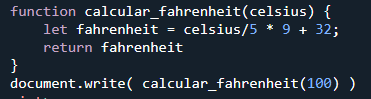 function calcular_fahrenheit(celsius) {
    let fahrenheit = celsius/5 * 9 + 32;
    return fahrenheit
}
document.write( calcular_fahrenheit(100) )